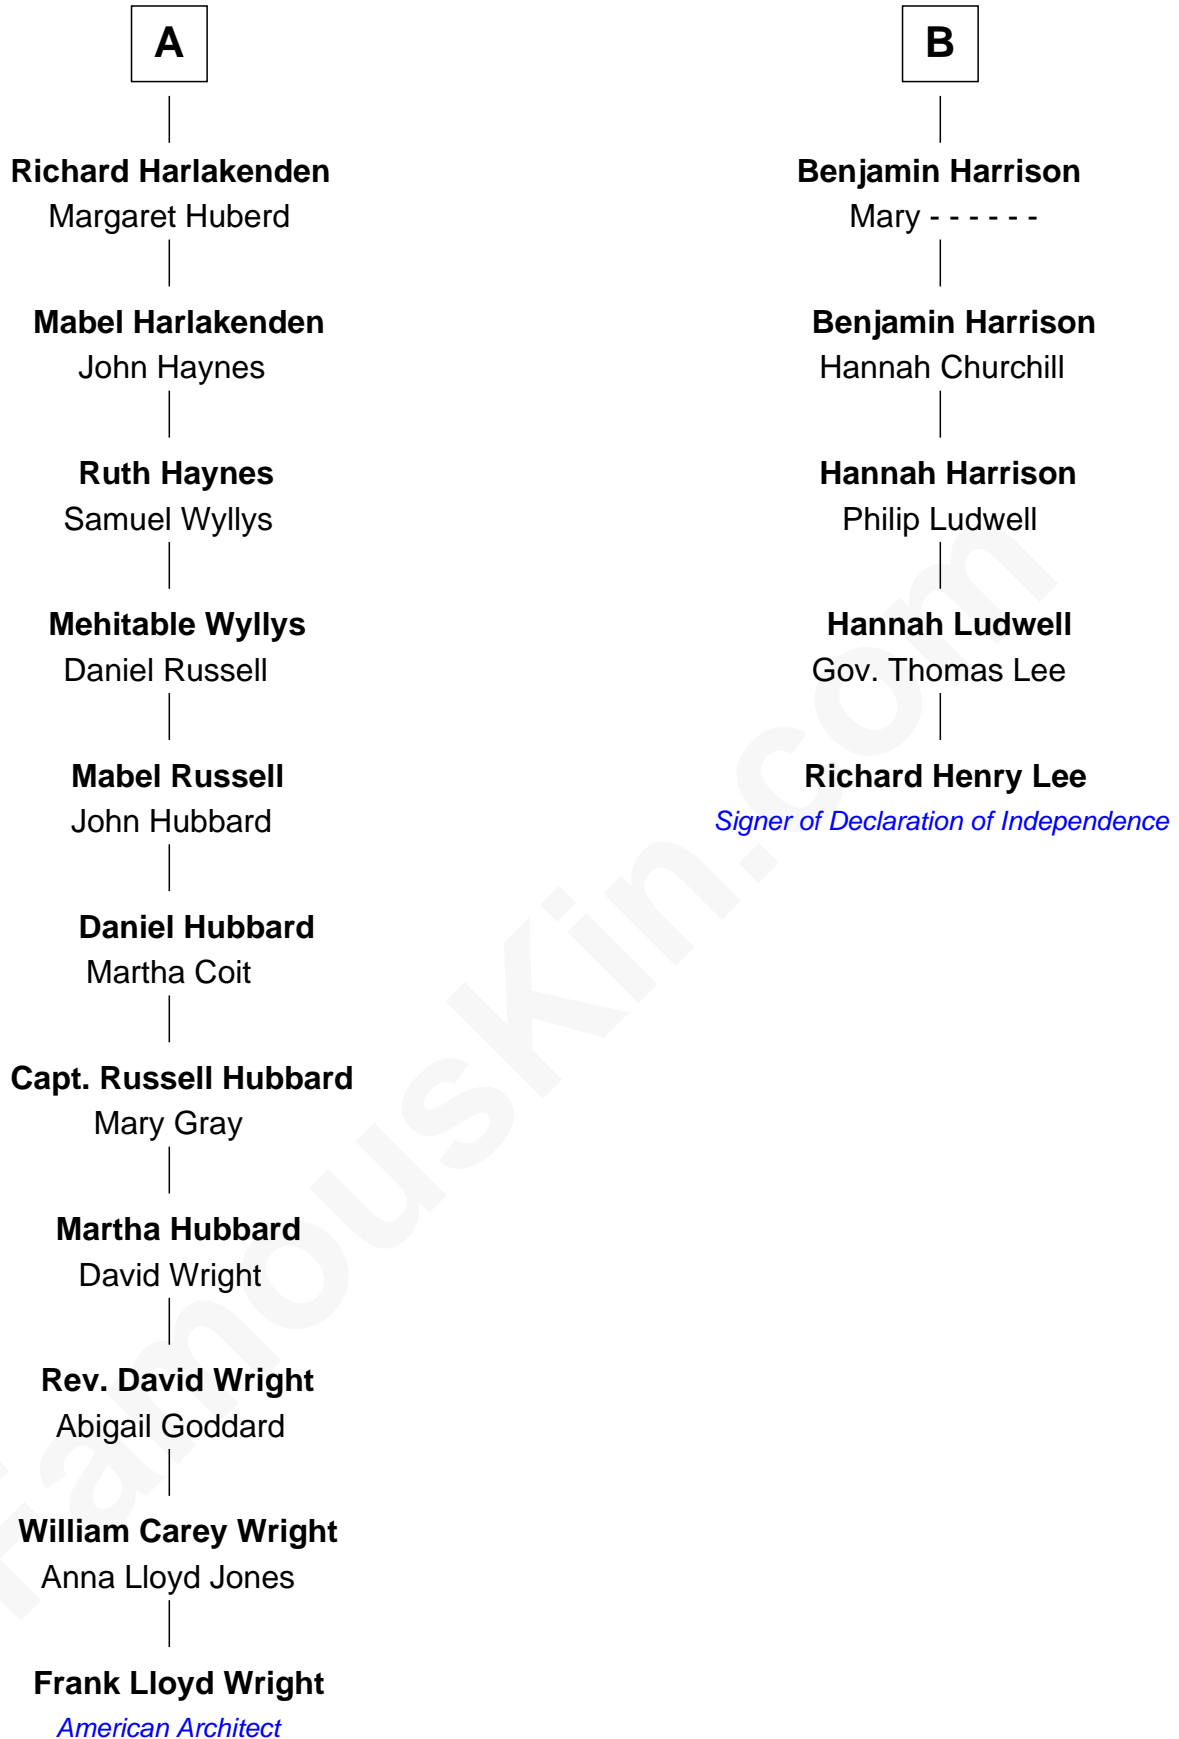 A
Richard Harlakenden
Margaret Huberd
Mabel Harlakenden
John Haynes
Ruth Haynes
Samuel Wyllys
Mehitable Wyllys
Daniel Russell
Mabel Russell
John Hubbard
Daniel Hubbard
Martha Coit
Capt. Russell Hubbard
Mary Gray
Martha Hubbard
David Wright
Rev. David Wright
Abigail Goddard
William Carey Wright
Anna Lloyd Jones
Frank Lloyd Wright
American Architect
B
Benjamin Harrison
Mary - - - - - -
Benjamin Harrison
Hannah Churchill
Hannah Harrison
Philip Ludwell
Hannah Ludwell
Gov. Thomas Lee
Richard Henry Lee
Signer of Declaration of Independence
FamousKin.com